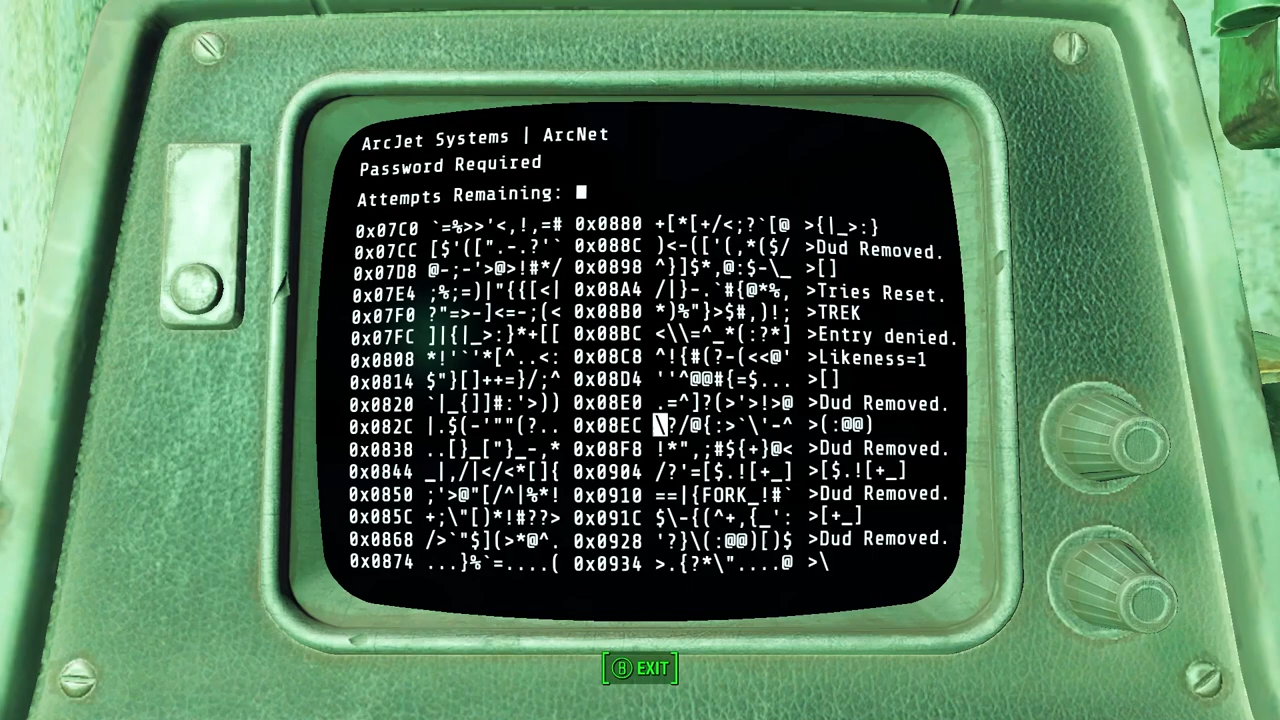 ArcJet Systems | ArcNet
Password Required
Attempts Remaining: ■
0x07C0 `=%>>'<,!,=# 0x0880 +[*[+/<;?`[@ >{|_>:}
0x07CC [$'([".-.?'` 0x088C )<-(['(,*($/ >Dud Removed.
0x07D8 @-;-'>@>!#*/ 0x0898 ^}]$*,@:$-\_ >[]
0x07E4 ;%;=)|"{{[<| 0x08A4 /|}-.`#{@*%, >Tries Reset.
0x07F0 ?"=>-]<=-;(< 0x08B0 *)%"}>$#,)!; >TREK
0x07FC ]|{|_>:}*+[[ 0x08BC <\\=^_*(:?*] >Entry denied.
0x0808 *!'`'*[^..<: 0x08C8 ^!{#(?-(<<@' >Likeness=1
0x0814 $"}[]++=}/;^ 0x08D4 ''^@@#{=$... >[]
0x0820 `|_{]]#:'>)) 0x08E0 .=^]?(>'>!>@ >Dud Removed.
0x082C |.$(-'""(?.. 0x08EC \?/@{:>`\'-^ >(:@@)
0x0838 ..[}_["}_-,* 0x08F8 !*",;#${+}@< >Dud Removed.
0x0844 _|,/|</<*[]{ 0x0904 /?'=[$.![+_] >[$.![+_]
0x0850 ;'>@"[/^|%*! 0x0910 ==|{FORK_!#` >Dud Removed.
0x085C +;\"[)*!#??> 0x091C $\-{(^+,{_': >[+_]
0x0868 />`"$](>*@^. 0x0928 '?}\(:@@)[)$ >Dud Removed.
0x0874 ...}%`=....( 0x0934 >.{?*\"....@ >\
B EXIT